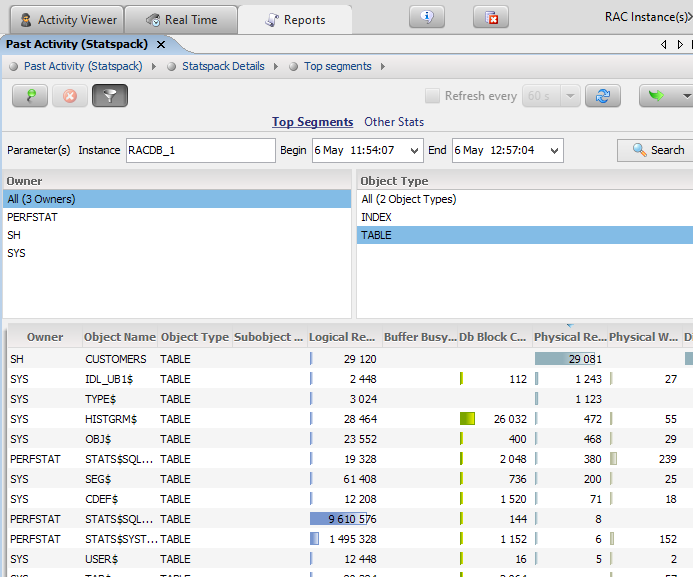 Activity Viewer Real Time Reports RAC Instance(s)
Past Activity (Statspack)
Past Activity (Statspack) Statspack Details Top segments
Refresh every 60 s
Top Segments Other Stats
Parameter(s) Instance RACDB_1 Begin 6 May 11:54:07 End 6 May 12:57:04 Search
Owner Object Type
All (3 Owners) All (2 Object Types)
PERFSTAT INDEX
SH TABLE
SYS
Owner Object Name Object Type Subobject ... Logical Re... Buffer Busy... Db Block C... Physical Re... Physical W...
SH CUSTOMERS TABLE 29 120 29 081
SYS IDL_UB1$ TABLE 2 448 112 1 243 27
SYS TYPE$ TABLE 3 024 1 123
SYS HISTGRM$ TABLE 28 464 26 032 472 55
SYS OBJ$ TABLE 23 552 400 468 29
PERFSTAT STATS$SQL... TABLE 19 328 2 048 380 239
SYS SEG$ TABLE 61 408 736 200 25
SYS CDEF$ TABLE 12 208 1 520 71 18
PERFSTAT STATS$SQL... TABLE 9 610 576 144 8
PERFSTAT STATS$SYST... TABLE 1 495 328 1 152 6 152
SYS USER$ TABLE 12 448 16 5 2